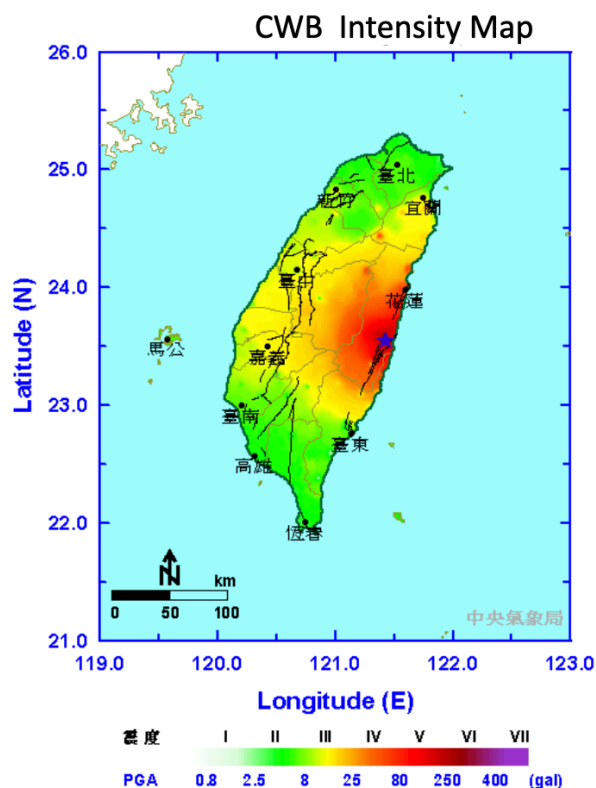 CWB Intensity Map
26.0
25.0
24.0
23.0
22.0
21.0
Latitude (N)
臺北
新竹
宜蘭
臺中
花蓮
馬公
嘉義
臺南
臺東
高雄
恆春
N
km
0 50 100
中央氣象局
119.0 120.0 121.0 122.0 123.0
Longitude (E)
震度 I II III IV V VI VII
PGA 0.8 2.5 8 25 80 250 400 (gal)